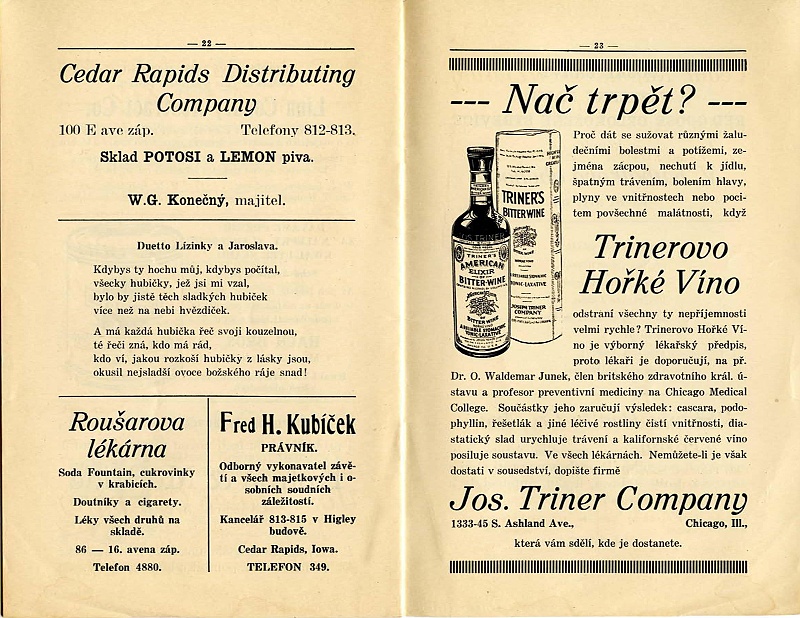 — 22 —
Cedar Rapids Distributing
Company
100 E ave záp. Telefony 812-813.
Sklad POTOSI a LEMON piva.
W.G. Konečný, majitel.
Duetto Lízinky a Jaroslava.
Kdybys ty hochu můj, kdybys počítal,
všecky hubičky, jež jsi mi vzal,
bylo by jistě těch sladkých hubiček
více než na nebi hvězdiček.
A má každá hubička řeč svoji kouzelnou,
té řeči zná, kdo má rád,
kdo ví, jakou rozkoší hubičky z lásky jsou,
okusil nejsladší ovoce božského ráje snad!
Roušarova
lékárna
Soda Fountain, cukrovinky
v krabicích.
Doutníky a cigarety.
Léky všech druhů na
skladě.
86 — 16. avena záp.
Telefon 4880.
Fred H. Kubíček
PRÁVNÍK.
Odborný vykonavatel závě-
tí a všech majetkových i o-
sobních soudních
záležitostí.
Kancelář 813-815 v Higley
budově.
Cedar Rapids, Iowa.
TELEFON 349.
— 23 —
--- Nač trpět? ---
Proč dát se sužovat různými žalu-
dečními bolestmi a potížemi, ze-
jména zácpou, nechutí k jídlu,
špatným trávením, bolením hlavy,
plyny ve vnitřnostech nebo poci-
tem povšechné malátnosti, když
TRINER'S
BITTER WINE
JOSEPH TRINER
COMPANY
JOS. TRINER
TRINER'S
AMERICAN
ELIXIR
OF
BITTER-WINE
BITTER WINE
A RELIABLE STOMACHIC
TONIC-LAXATIVE
Trinerovo
Hořké Víno
odstraní všechny ty nepříjemnosti
velmi rychle? Trinerovo Hořké Ví-
no je výborný lékařský předpis,
proto lékaři je doporučují, na př.
Dr. O. Waldemar Junek, člen britského zdravotního král. ú-
stavu a profesor preventivní mediciny na Chicago Medical
College. Součástky jeho zaručují výsledek: cascara, podo-
phyllin, řešetlák a jiné léčivé rostliny čistí vnitřnosti, dia-
statický slad urychluje trávení a kalifornské červené víno
posiluje soustavu. Ve všech lékárnách. Nemůžete-li je však
dostati v sousedství, dopište firmě
Jos. Triner Company
1333-45 S. Ashland Ave., Chicago, Ill.,
která vám sdělí, kde je dostanete.